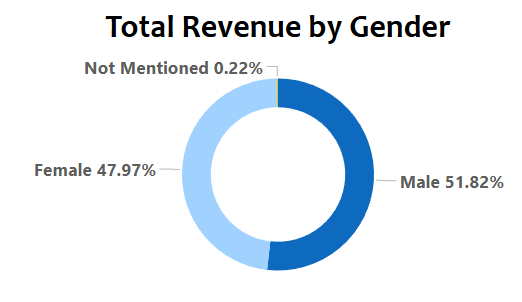 Total Revenue by Gender
Not Mentioned 0.22%
Female 47.97%
Male 51.82%